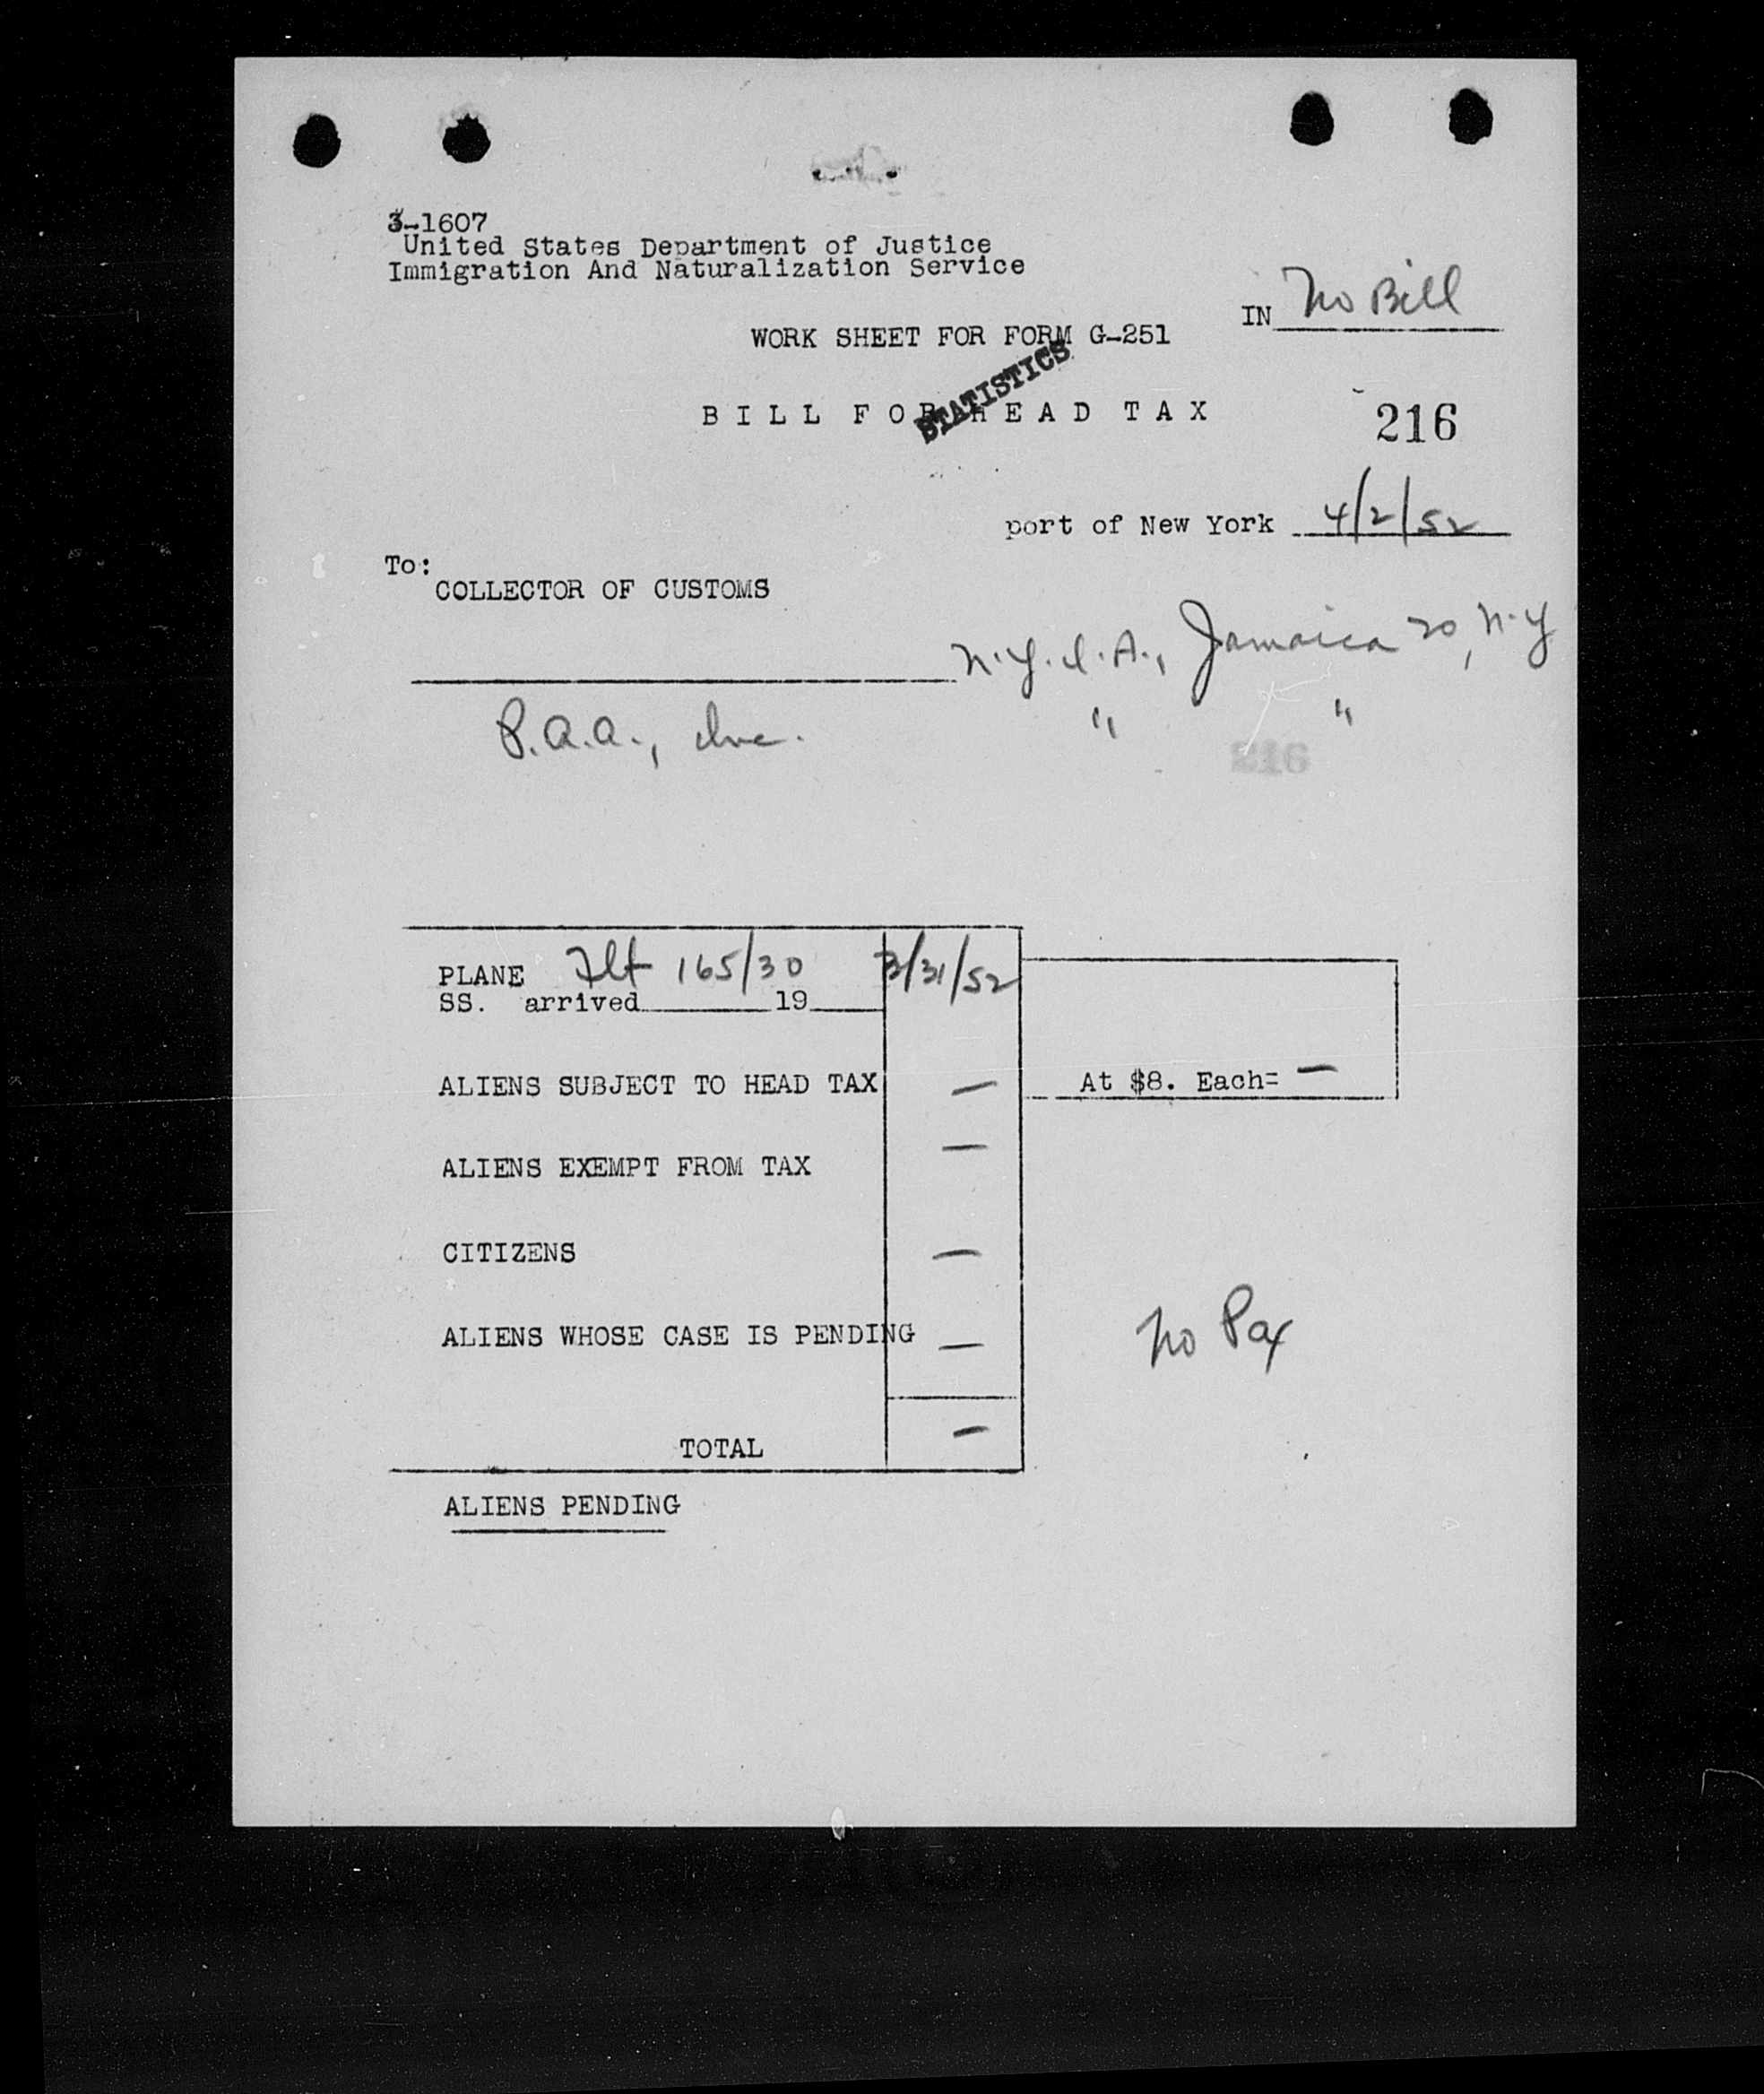 3-1607
United States Department of Justice
Immigration And Naturalization Service
IN No Bill
WORK SHEET FOR FORM G-251
STATISTICS
BILL FOR HEAD TAX
216
port of New York 4/2/52
To:
COLLECTOR OF CUSTOMS
N.Y.I.A., Jamaica 20, N.Y
P.A.A., Inc. " "
216
PLANE Flt 165/30 3/31/52
SS. arrived 19
ALIENS SUBJECT TO HEAD TAX — At $8. Each= —
ALIENS EXEMPT FROM TAX —
CITIZENS —
ALIENS WHOSE CASE IS PENDING —
No Pax
TOTAL —
ALIENS PENDING